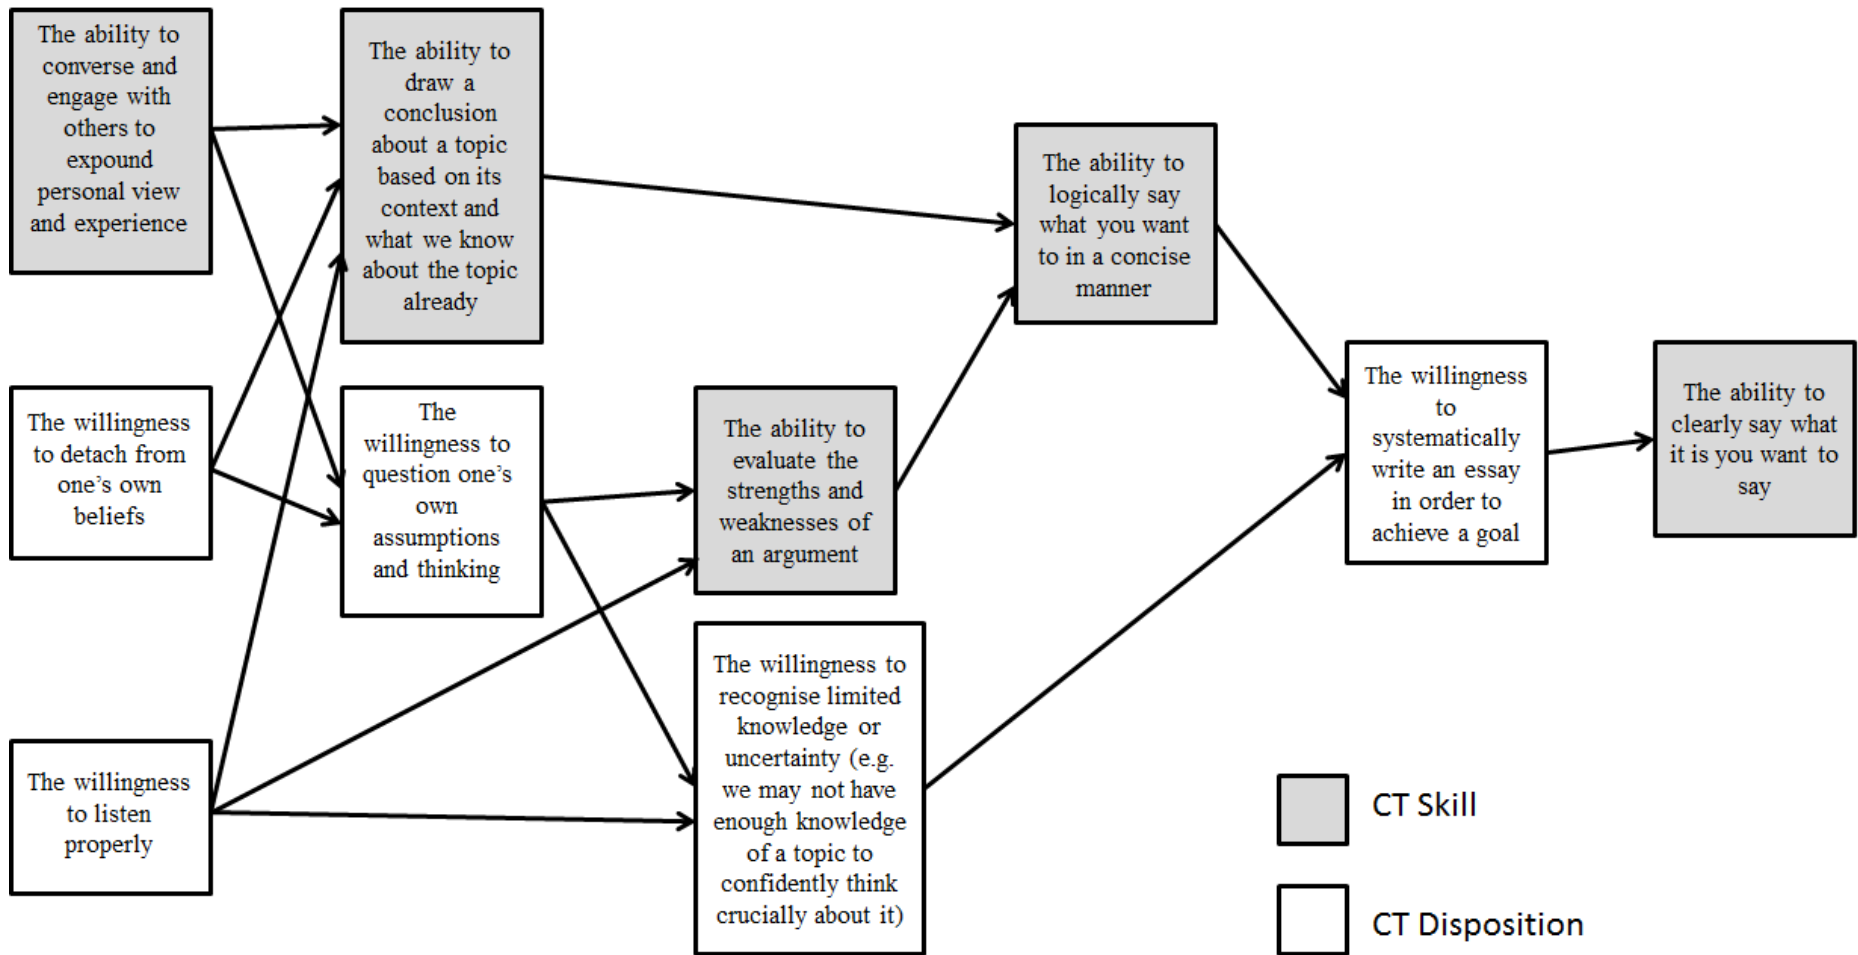 The ability to
converse and
engage with
others to
expound
personal view
and experience
The ability to
draw a
conclusion
about a topic
based on its
context and
what we know
about the topic
already
The ability to
logically say
what you want
to in a concise
manner
The willingness
to detach from
one's own
beliefs
The
willingness to
question one's
own
assumptions
and thinking
The ability to
evaluate the
strengths and
weaknesses of
an argument
The willingness
to
systematically
write an essay
in order to
achieve a goal
The ability to
clearly say what
it is you want to
say
The willingness
to listen
properly
The willingness to
recognise limited
knowledge or
uncertainty (e.g.
we may not have
enough knowledge
of a topic to
confidently think
crucially about it)
CT Skill
CT Disposition